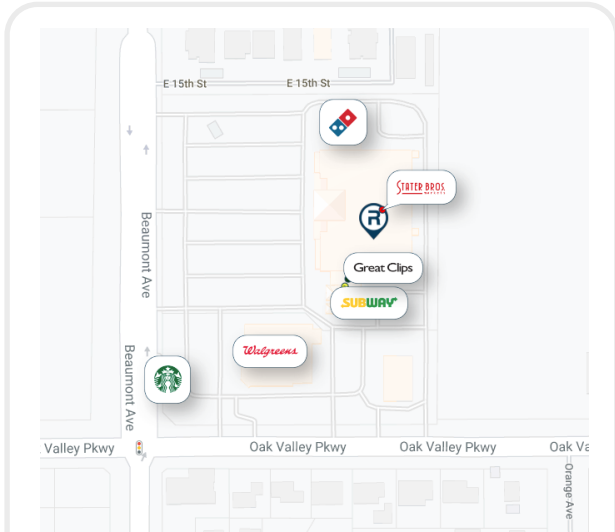 E 15th St
E 15th St
STATER BROS.
R
Beaumont Ave
Great Clips
SUBWAY
Walgreens
Beaumont Ave
Valley Pkwy
Oak Valley Pkwy
Oak Valley Pkwy
Oak Va
Orange Ave